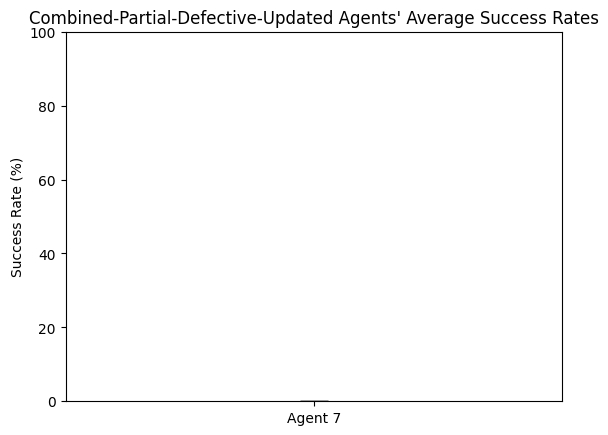 Combined-Partial-Defective-Updated Agents' Average Success Rates
100
80
60
40
20
0
Success Rate (%)
Agent 7